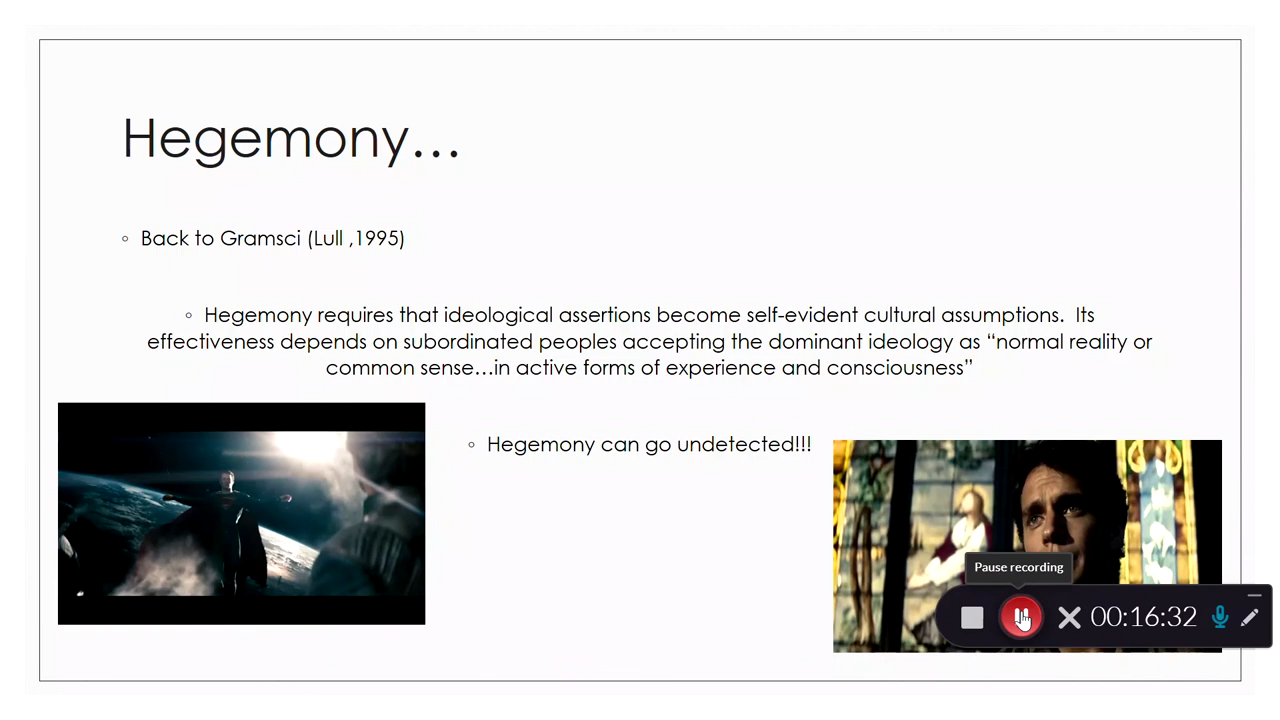 Hegemony...
◦ Back to Gramsci (Lull ,1995)
◦ Hegemony requires that ideological assertions become self-evident cultural assumptions.  Its
effectiveness depends on subordinated peoples accepting the dominant ideology as “normal reality or
common sense...in active forms of experience and consciousness”
◦ Hegemony can go undetected!!!
Pause recording
00:16:32